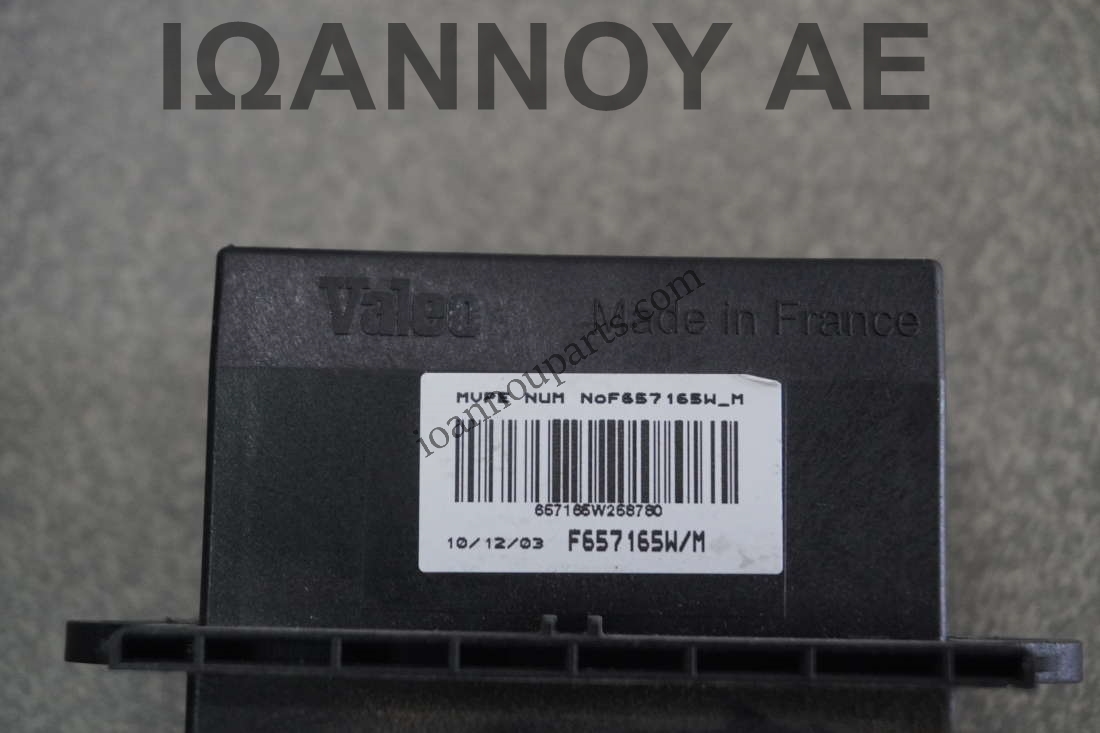 ΙΩΑΝΝΟΥ ΑΕ
Valeo
Made in France
ioannouparts.com
MVPE NUM NoF657165W_M
657165W258780
10/12/03 F657165W/M